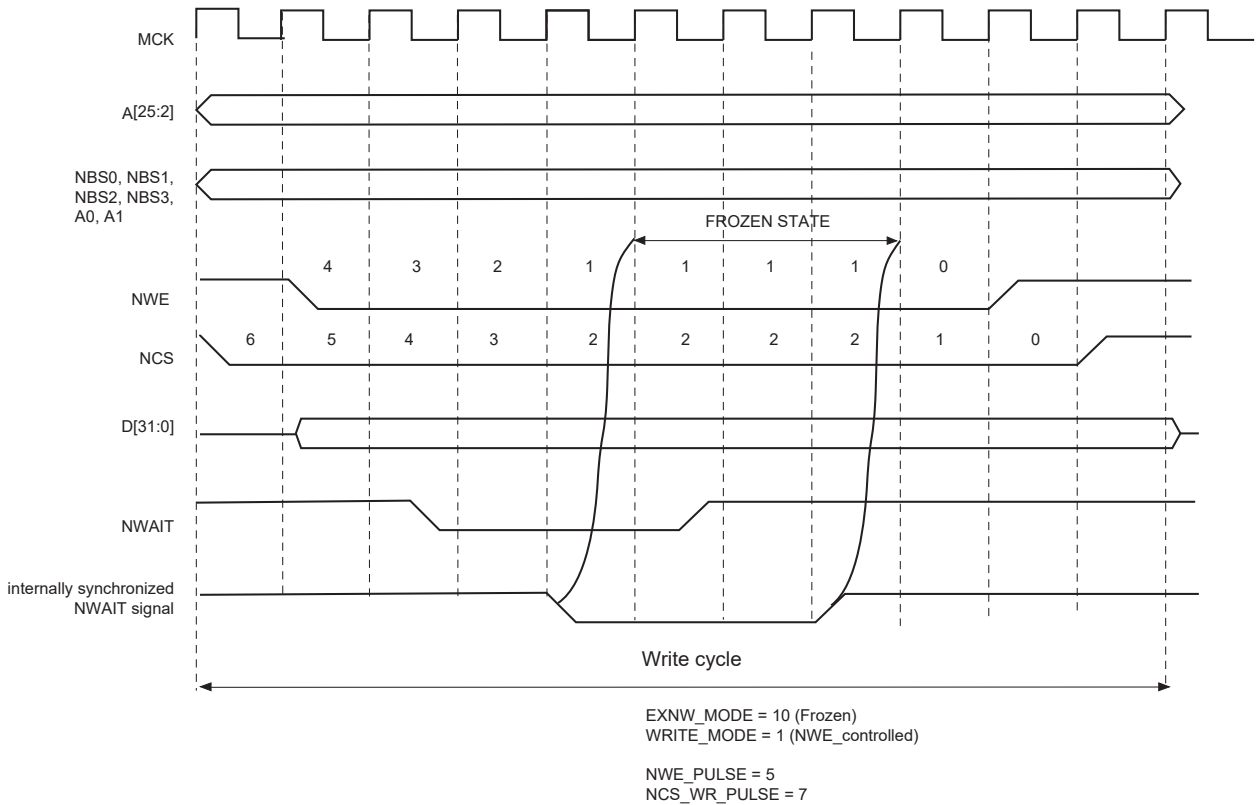 MCK
A[25:2]
NBS0, NBS1,
NBS2, NBS3,
A0, A1
FROZEN STATE
4 3 2 1 1 1 1 0
NWE
6 5 4 3 2 2 2 2 1 0
NCS
D[31:0]
NWAIT
internally synchronized
NWAIT signal
Write cycle
EXNW_MODE = 10 (Frozen)
WRITE_MODE = 1 (NWE_controlled)
NWE_PULSE = 5
NCS_WR_PULSE = 7